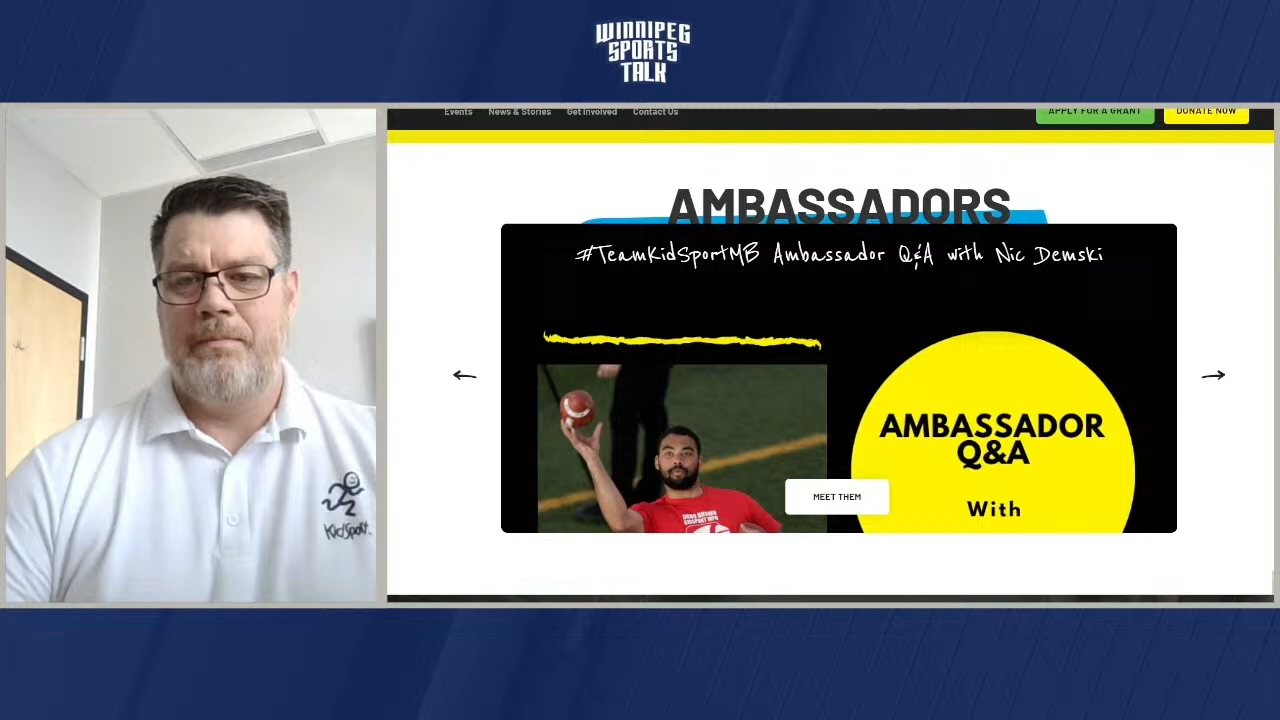 WINNIPEG
SPORTS
TALK
Events News & Stories Get Involved Contact Us
APPLY FOR A GRANT DONATE NOW
AMBASSADORS
#TeamKidSportMB Ambassador Q&A with Nic Demski
AMBASSADOR
Q&A
With
MEET THEM
KidSport